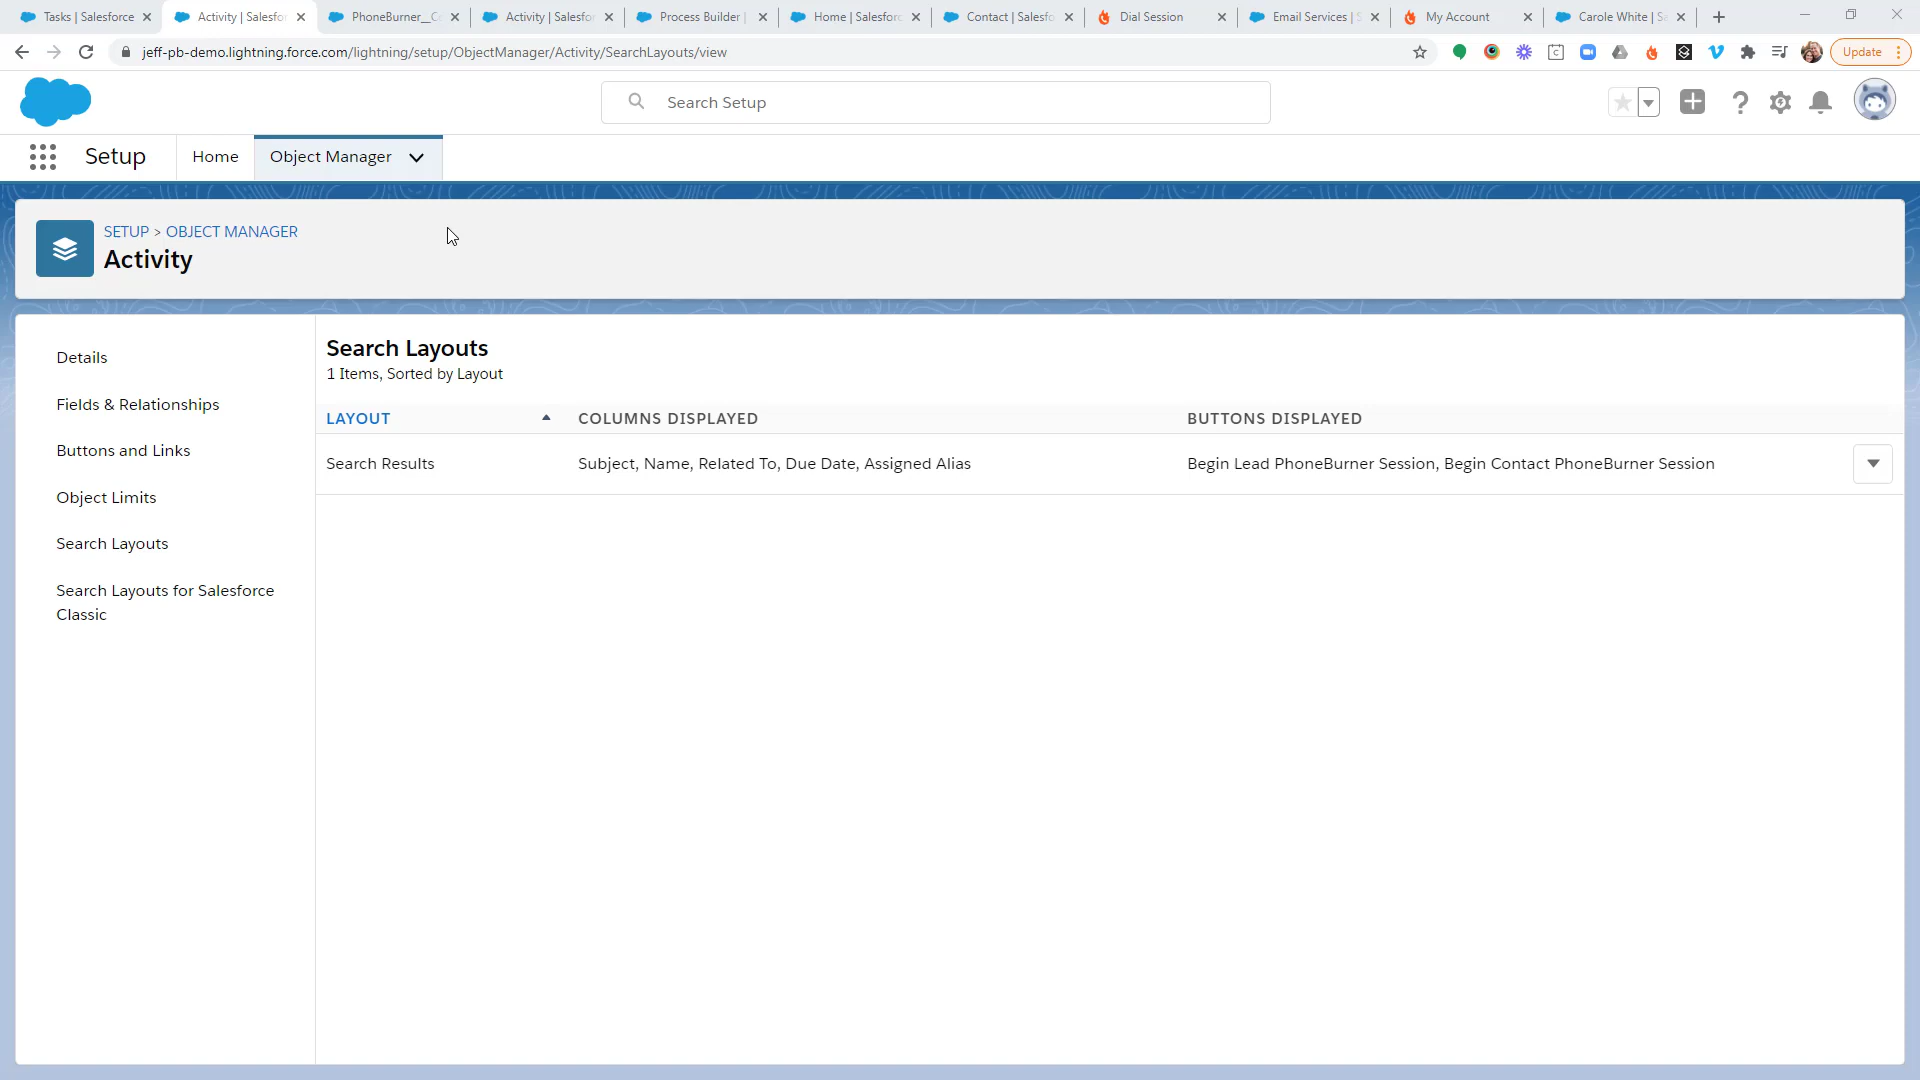 Tasks | Salesforce
Activity | Salesfor
PhoneBurner__C
Activity | Salesfor
Process Builder |
Home | Salesforc
Contact | Salesfo
Dial Session
Email Services | S
My Account
Carole White | Sa
jeff-pb-demo.lightning.force.com/lightning/setup/ObjectManager/Activity/SearchLayouts/view
Update
Search Setup
Setup
Home
Object Manager
SETUP > OBJECT MANAGER
Activity
Details
Fields & Relationships
Buttons and Links
Object Limits
Search Layouts
Search Layouts for Salesforce
Classic
Search Layouts
1 Items, Sorted by Layout
LAYOUT COLUMNS DISPLAYED BUTTONS DISPLAYED
Search Results Subject, Name, Related To, Due Date, Assigned Alias Begin Lead PhoneBurner Session, Begin Contact PhoneBurner Session